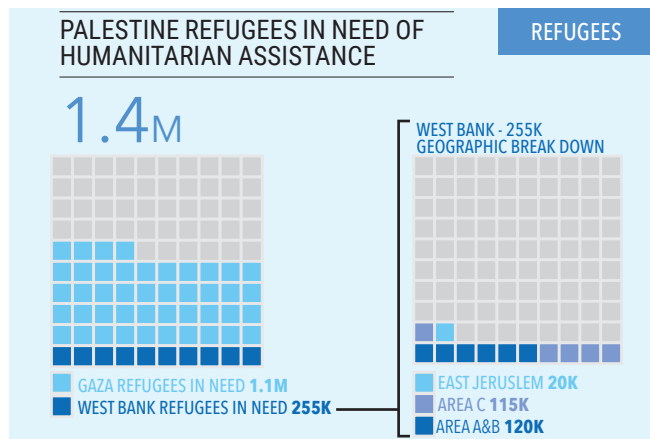 PALESTINE REFUGEES IN NEED OF
HUMANITARIAN ASSISTANCE
REFUGEES
1.4M
WEST BANK - 255K
GEOGRAPHIC BREAK DOWN
GAZA REFUGEES IN NEED 1.1M
WEST BANK REFUGEES IN NEED 255K
EAST JERUSLEM 20K
AREA C 115K
AREA A&B 120K